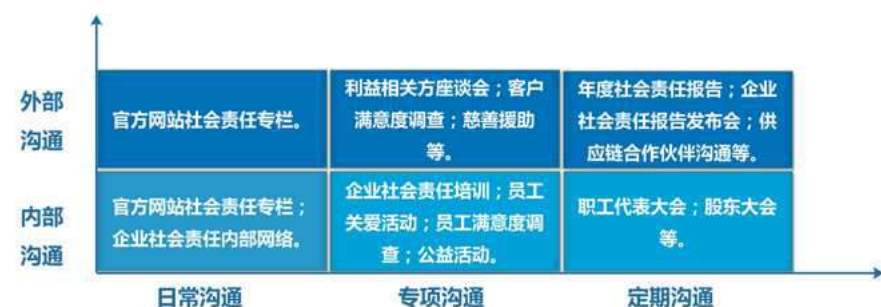 外部
沟通
官方网站社会责任专栏。
利益相关方座谈会；客户
满意度调查；慈善援助
等。
年度社会责任报告；企业
社会责任报告发布会；供
应链合作伙伴沟通等。
内部
沟通
官方网站社会责任专栏；
企业社会责任内部网络。
企业社会责任培训；员工
关爱活动；员工满意度调
查；公益活动。
职工代表大会；股东大会
等。
日常沟通
专项沟通
定期沟通